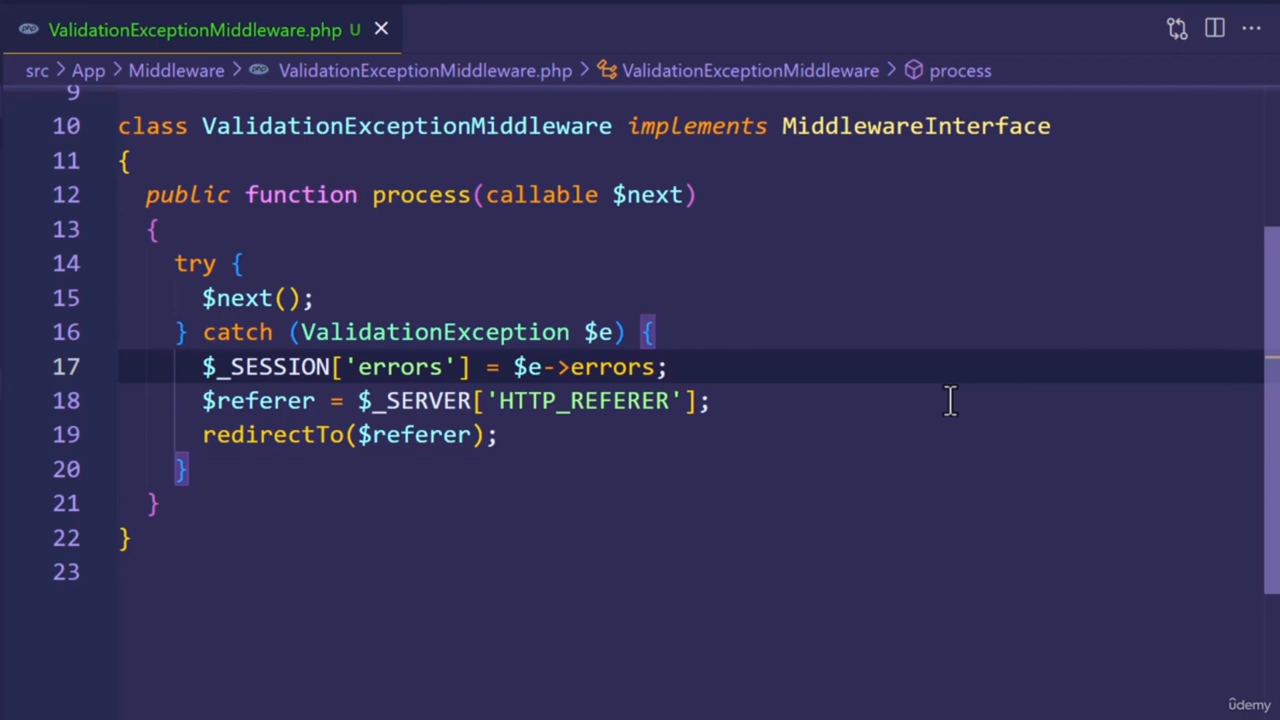 ValidationExceptionMiddleware.php U
src > App > Middleware > ValidationExceptionMiddleware.php > ValidationExceptionMiddleware > process
9
10 class ValidationExceptionMiddleware implements MiddlewareInterface
11 {
12   public function process(callable $next)
13   {
14     try {
15       $next();
16     } catch (ValidationException $e) {
17       $_SESSION['errors'] = $e->errors;
18       $referer = $_SERVER['HTTP_REFERER'];
19       redirectTo($referer);
20     }
21   }
22 }
23
ûdemy